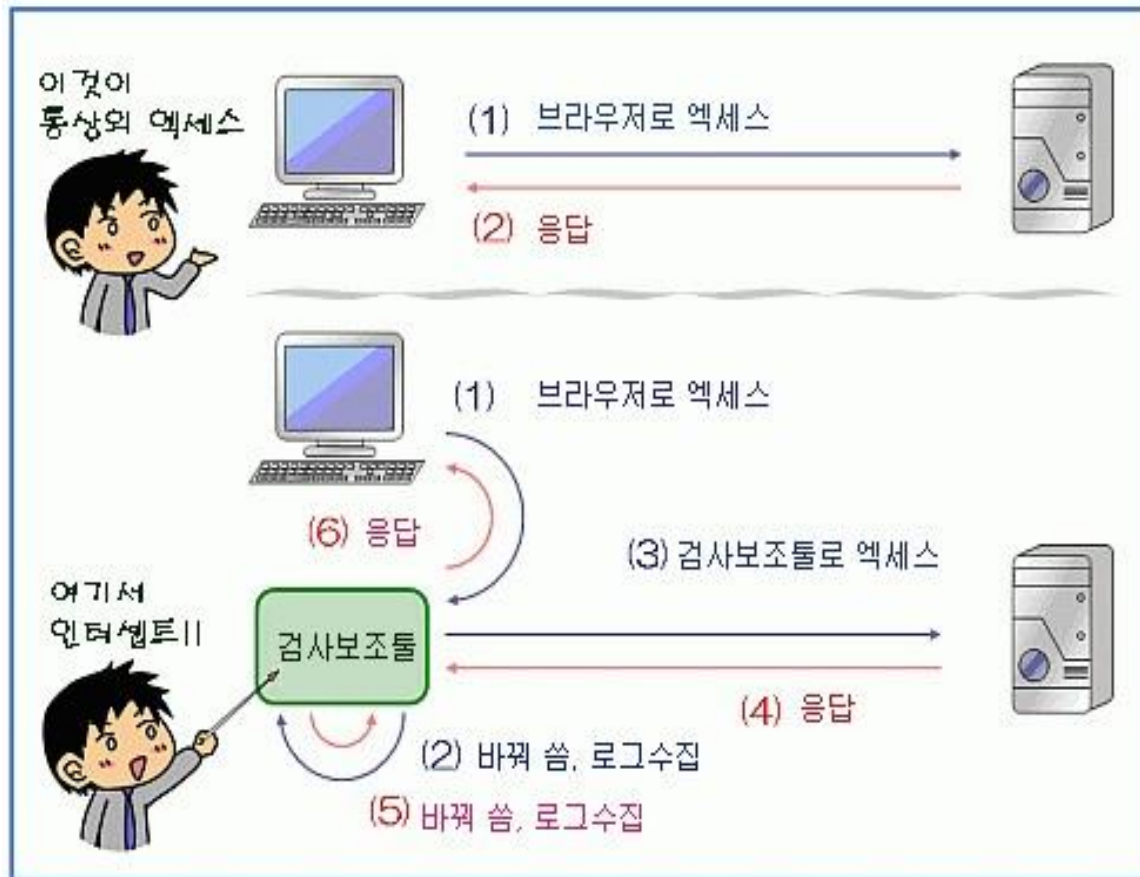 이것이
통상의 엑세스
(1) 브라우저로 엑세스
(2) 응답
(1) 브라우저로 엑세스
(6) 응답
(3) 검사보조툴로 엑세스
여기서
인터셉트!!
검사보조툴
(4) 응답
(2) 바꿔 씀, 로그수집
(5) 바꿔 씀, 로그수집